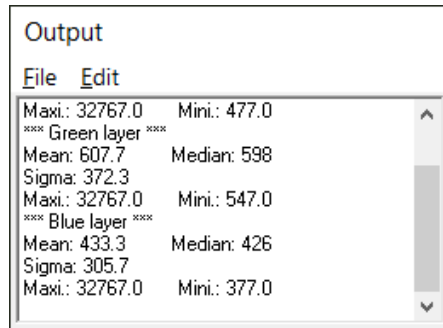 Output
File Edit
Maxi.: 32767.0 Mini.: 477.0
*** Green layer ***
Mean: 607.7 Median: 598
Sigma: 372.3
Maxi.: 32767.0 Mini.: 547.0
*** Blue layer ***
Mean: 433.3 Median: 426
Sigma: 305.7
Maxi.: 32767.0 Mini.: 377.0